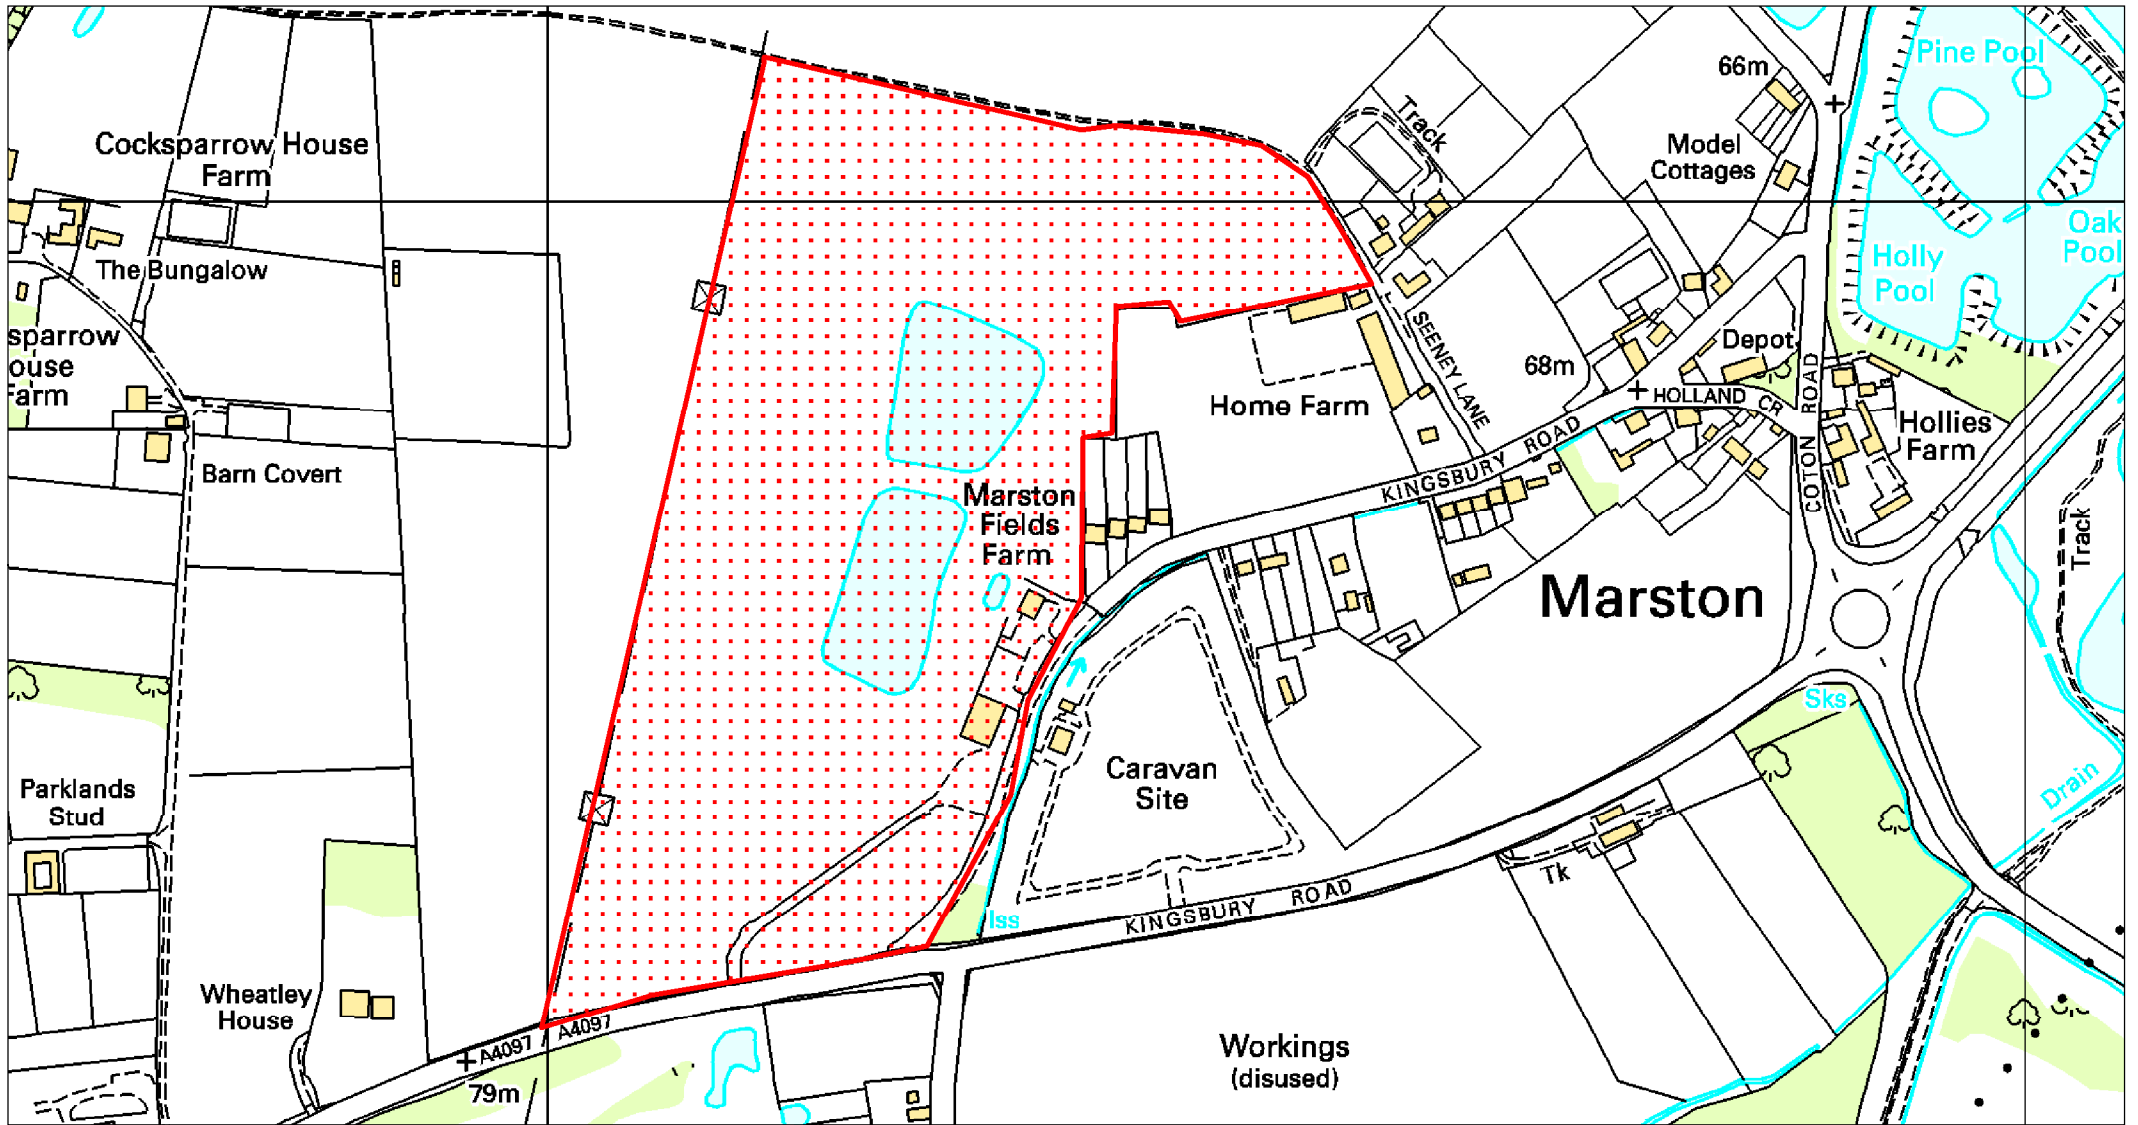 Pine Pool
66m
Track
Cocksparrow House
Farm
Model
Cottages
Oak
Pool
Holly
Pool
The Bungalow
sparrow
ouse
Farm
SEENEY LANE
Depot
68m
HOLLAND CR
COTON ROAD
Home Farm
Hollies
Farm
KINGSBURY ROAD
Barn Covert
Marston
Fields
Farm
Track
Marston
Sks
Caravan
Site
Parklands
Stud
Drain
Tk
KINGSBURY ROAD
Iss
Wheatley
House
A4097
A4097
79m
Workings
(disused)